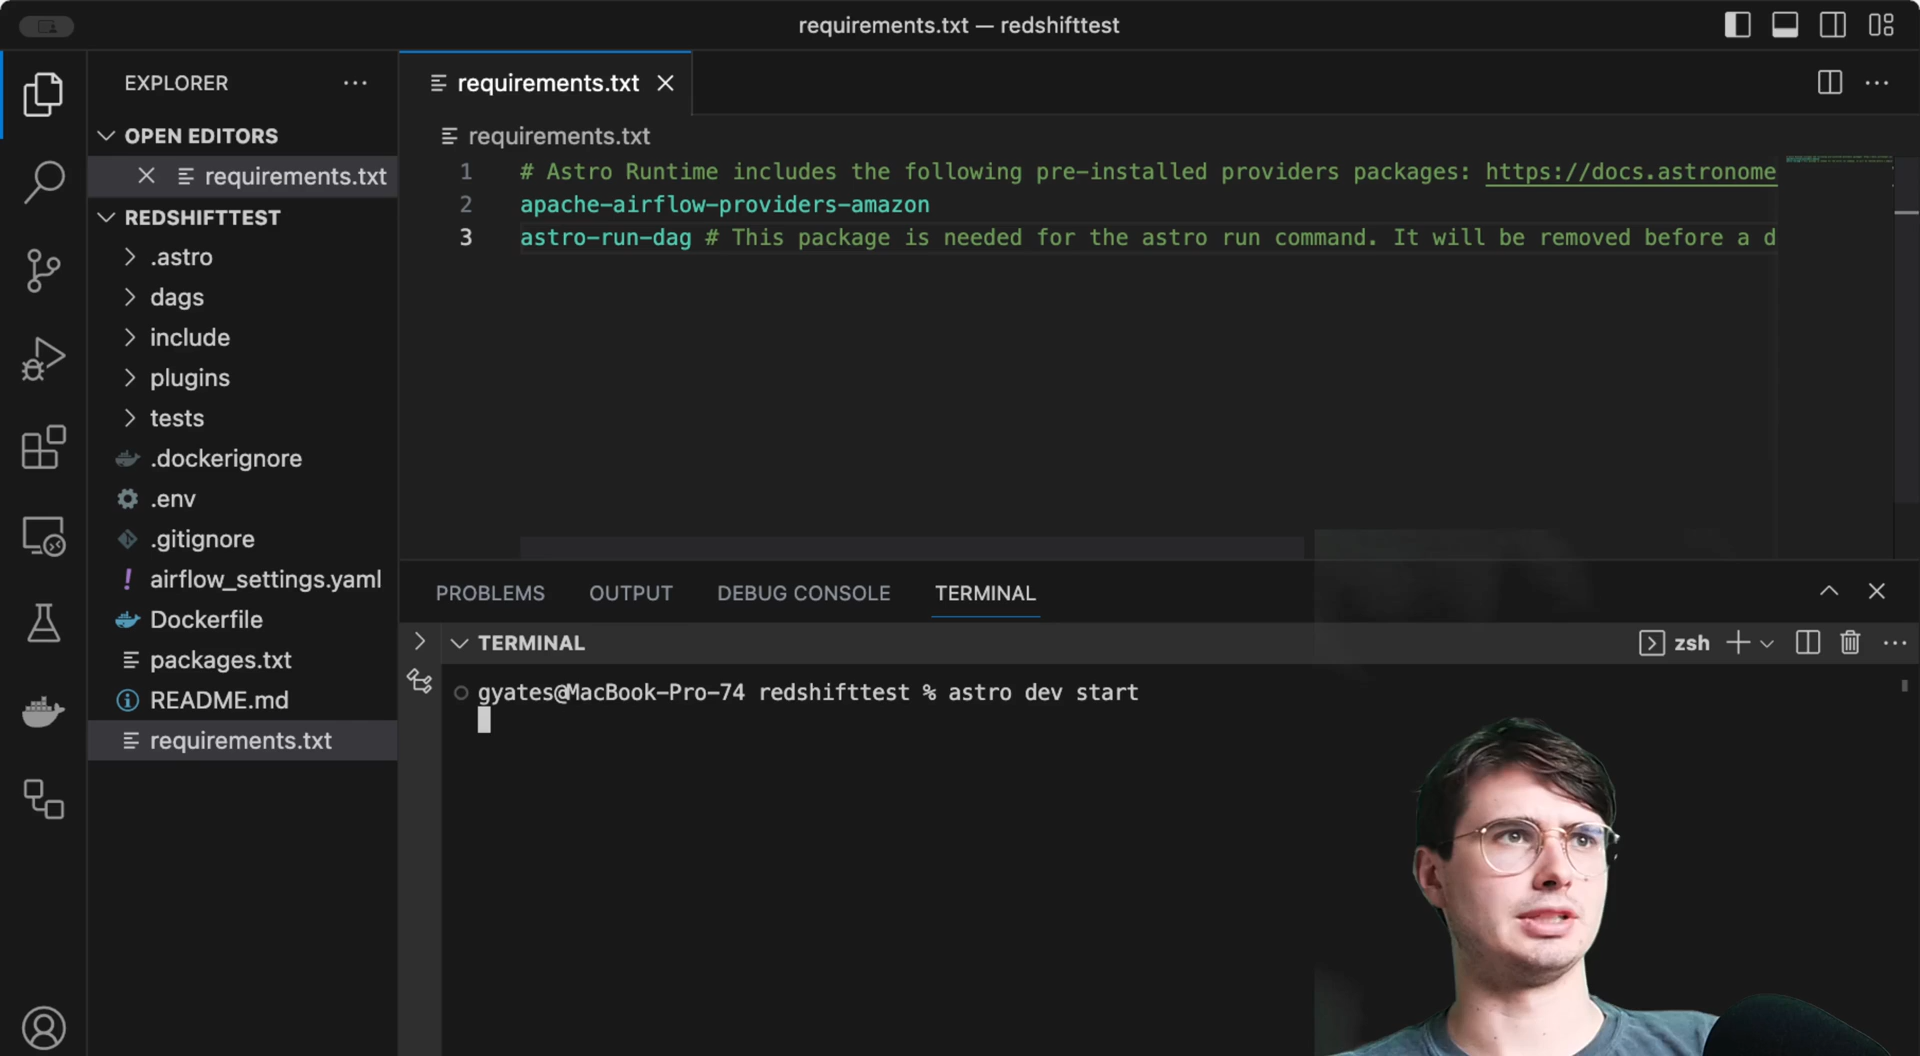 requirements.txt — redshifttest
EXPLORER
requirements.txt
OPEN EDITORS
requirements.txt
requirements.txt
1 # Astro Runtime includes the following pre-installed providers packages: https://docs.astronome
2 apache-airflow-providers-amazon
3 astro-run-dag # This package is needed for the astro run command. It will be removed before a d
REDSHIFTTEST
.astro
dags
include
plugins
tests
.dockerignore
.env
.gitignore
airflow_settings.yaml
Dockerfile
packages.txt
README.md
requirements.txt
PROBLEMS OUTPUT DEBUG CONSOLE TERMINAL
TERMINAL
zsh
gyates@MacBook-Pro-74 redshifttest % astro dev start